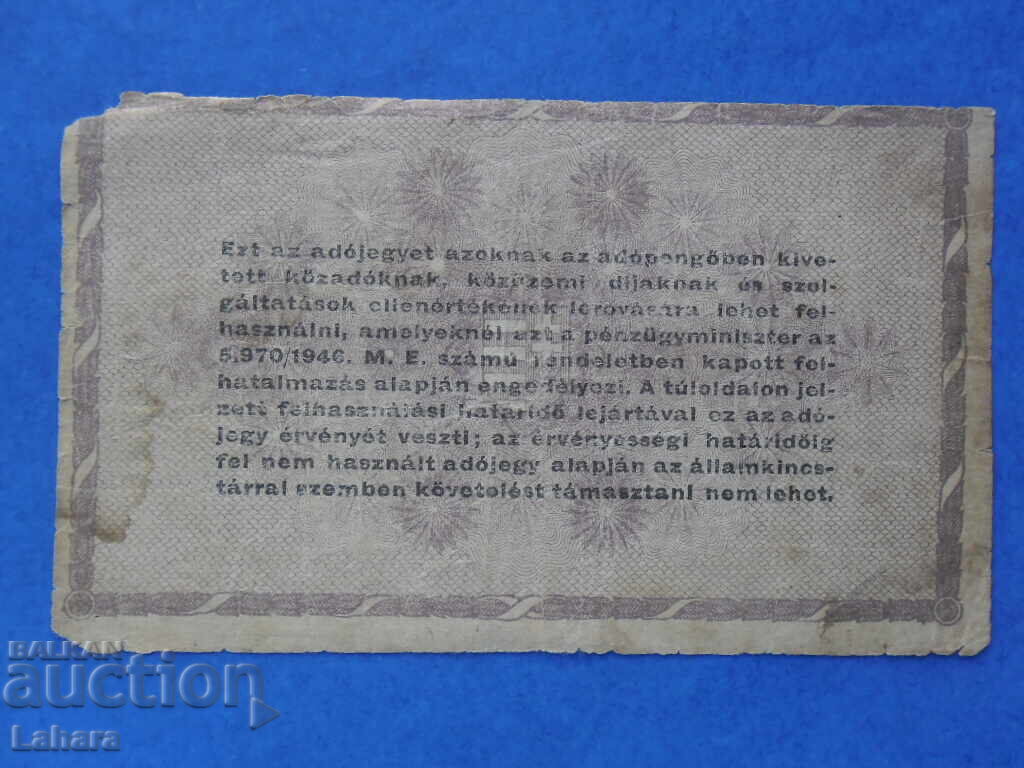 Ezt az adójegyet azoknak az adópengőben kive-
tett közadóknak, közüzemi díjaknak és szol-
gáltatások ellenértékének lerovására lehet fel-
használni, amelyeknél ezt a pénzügyminiszter az
5.970/1946. M. E. számú rendeletben kapott fel-
hatalmazás alapján engedélyezi. A túloldalon jel-
zett felhasználási határidő lejártával ez az adó-
jegy érvényét veszti; az érvényességi határidőig
fel nem használt adójegy alapján az államkincs-
tárral szemben követelést támasztani nem lehet.
BALKAN
auction
Lahara